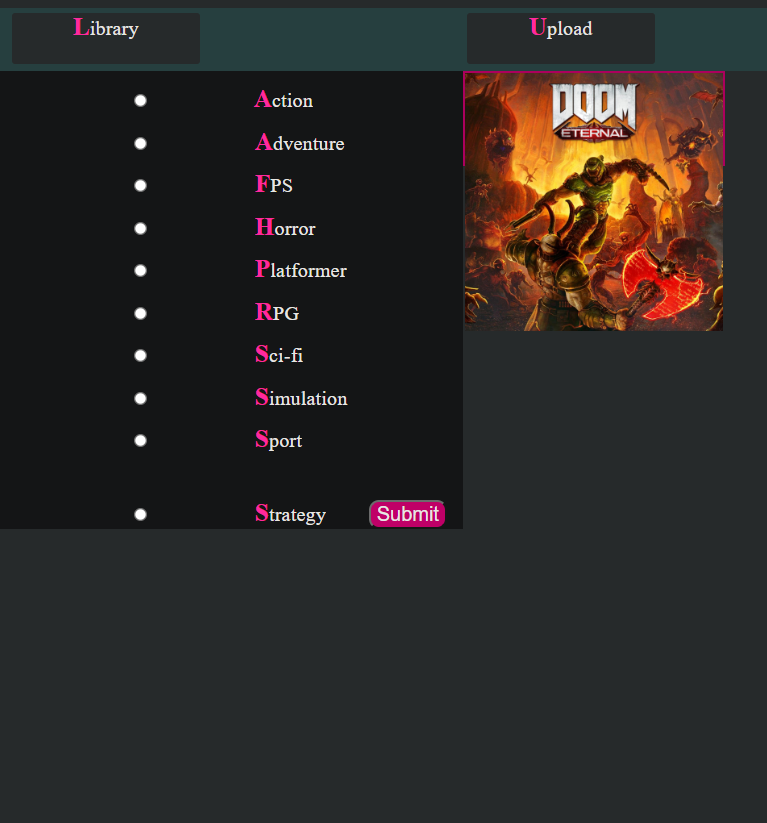 Library
Upload
Action
Adventure
FPS
Horror
Platformer
RPG
Sci-fi
Simulation
Sport
Strategy
Submit
DOOM
ETERNAL